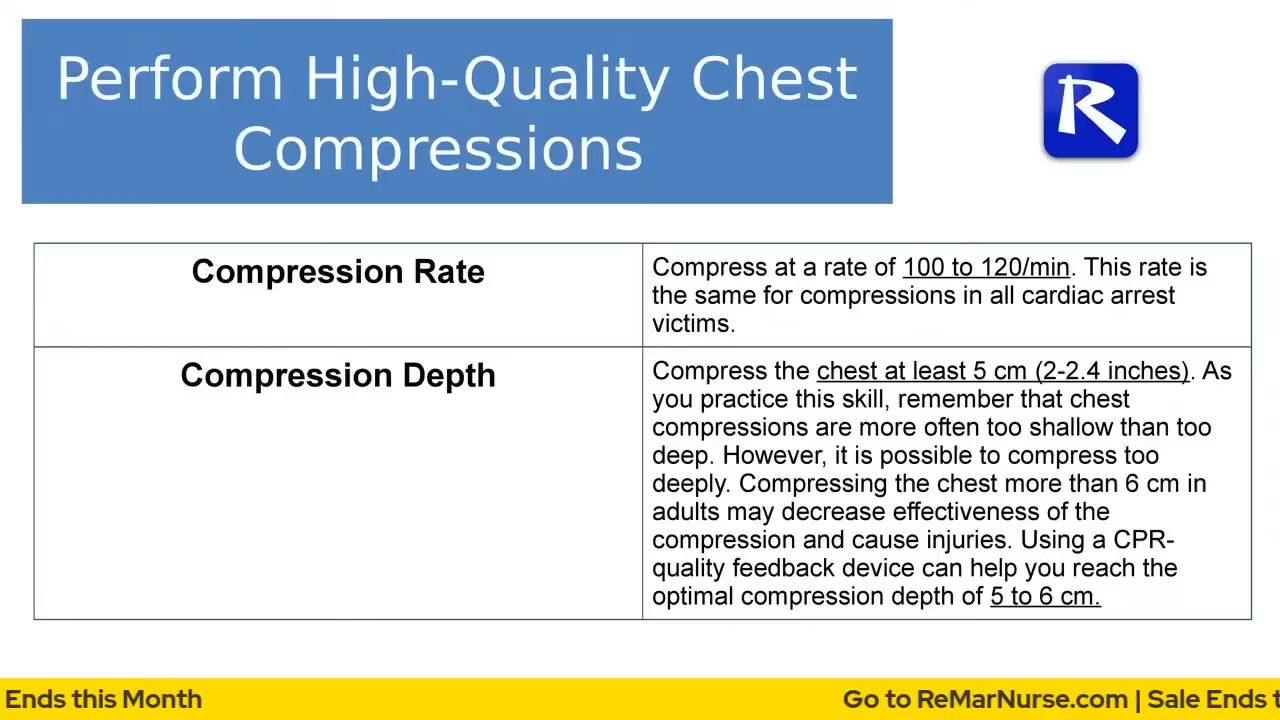 Perform High-Quality Chest
Compressions
R
Compression Rate
Compress at a rate of 100 to 120/min. This rate is
the same for compressions in all cardiac arrest
victims.
Compression Depth
Compress the chest at least 5 cm (2-2.4 inches). As
you practice this skill, remember that chest
compressions are more often too shallow than too
deep. However, it is possible to compress too
deeply. Compressing the chest more than 6 cm in
adults may decrease effectiveness of the
compression and cause injuries. Using a CPR-
quality feedback device can help you reach the
optimal compression depth of 5 to 6 cm.
Ends this Month
Go to ReMarNurse.com | Sale Ends t